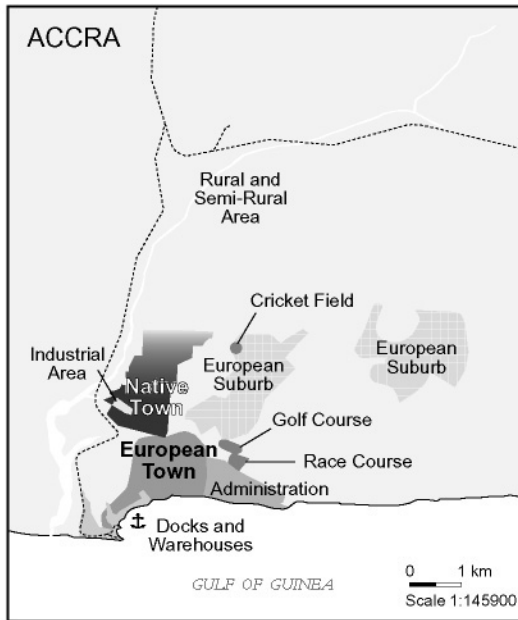 ACCRA
Rural and
Semi-Rural
Area
Cricket Field
Industrial
Area
Native
Town
European
Suburb
European
Suburb
Golf Course
European
Town
Race Course
Administration
Docks and
Warehouses
GULF OF GUINEA
0 1 km
Scale 1:145900